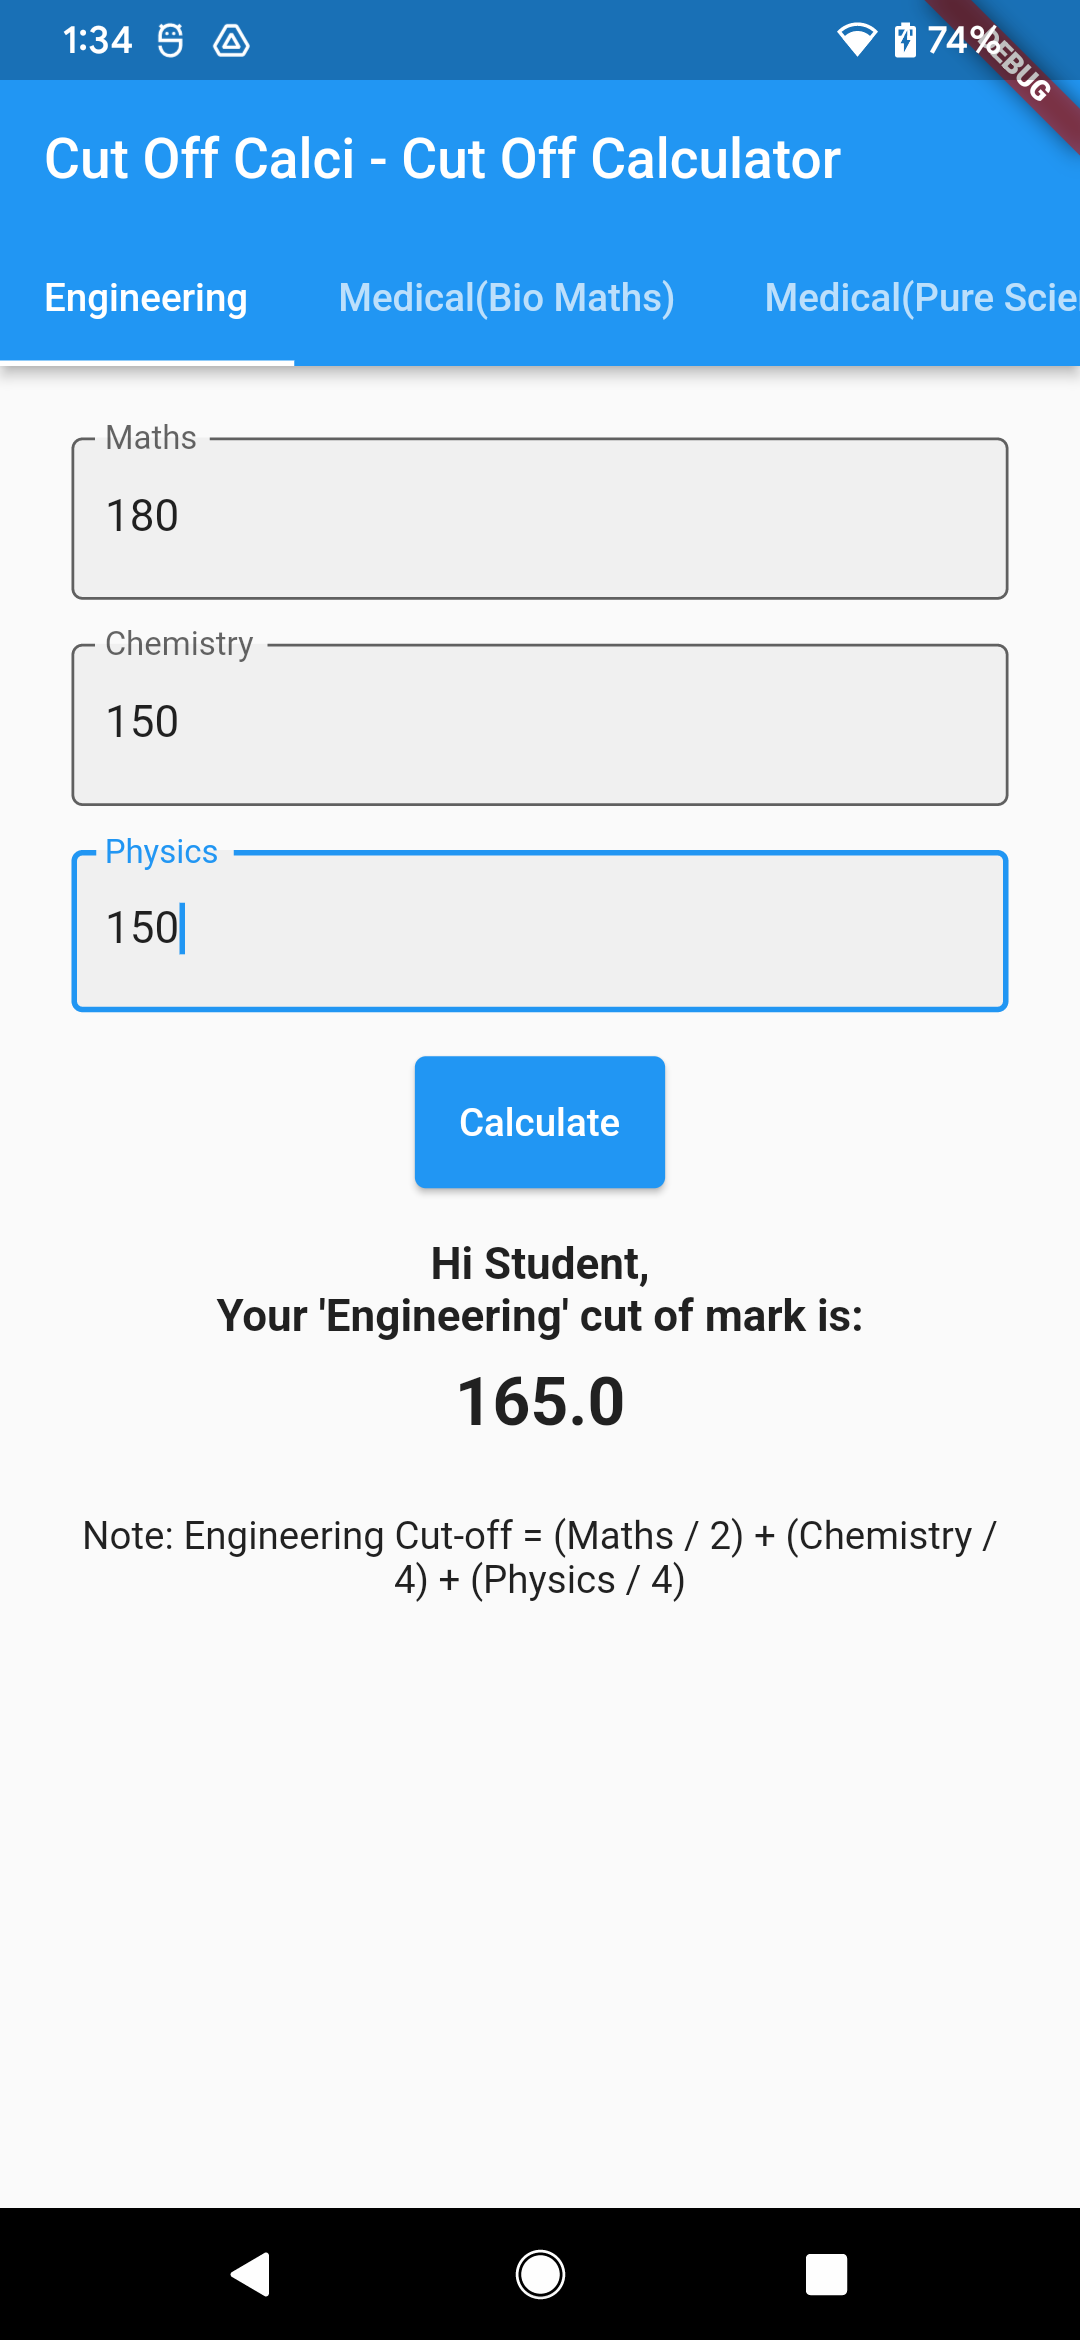 1:34
74%
DEBUG
Cut Off Calci - Cut Off Calculator
Engineering
Medical(Bio Maths)
Medical(Pure Scie
Maths
180
Chemistry
150
Physics
150
Calculate
Hi Student,
Your 'Engineering' cut of mark is:
165.0
Note: Engineering Cut-off = (Maths / 2) + (Chemistry /
4) + (Physics / 4)